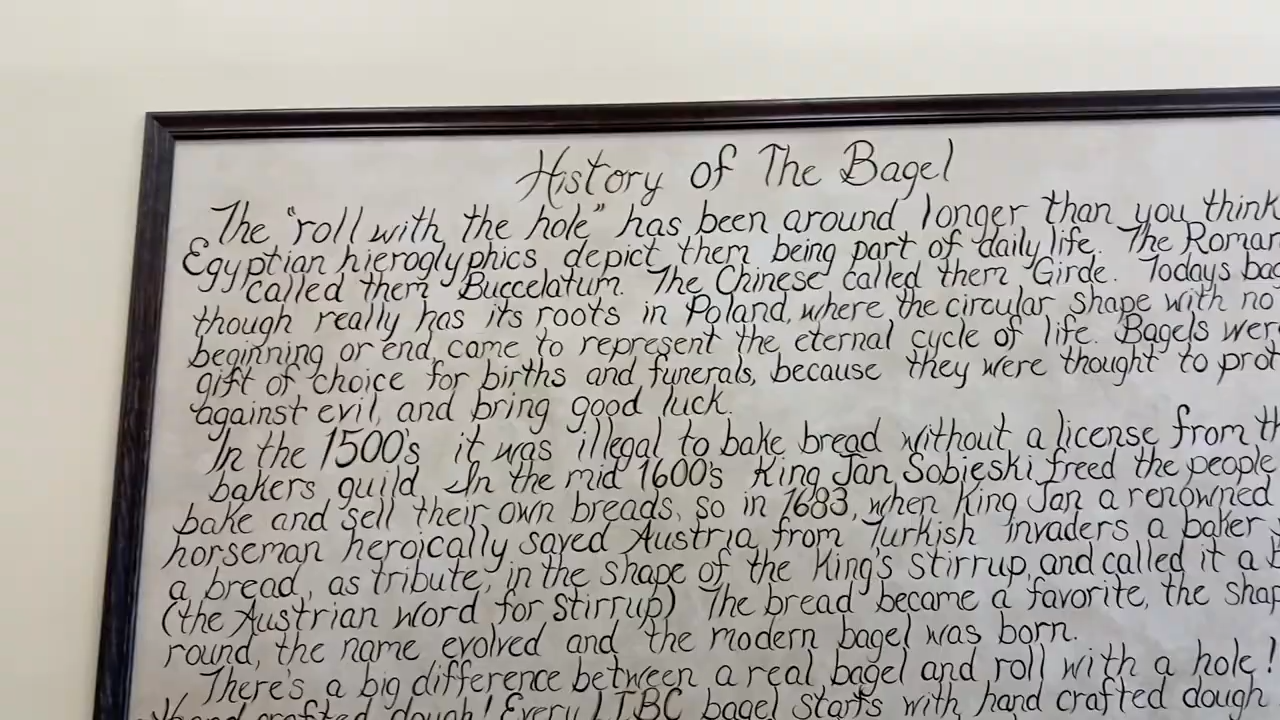 History of The Bagel
The "roll with the hole" has been around longer than you think
Egyptian hieroglyphics depict them being part of daily life. The Roman
called them Buccelatum. The Chinese called them Girde. Todays
though really has its roots in Poland, where the circular shape with no
beginning or end, came to represent the eternal cycle of life. Bagels
gift of choice for births and funerals, because they were thought to
against evil, and bring good luck.
In the 1500's it was illegal to bake bread without a license from
bakers guild. In the mid 1600's King Jan Sobieski freed the people
bake and sell their own breads, so in 1683, when King Jan a renowned
horseman heroically saved Austria from Turkish invaders a baker
a bread, as tribute, in the shape of the King's stirrup, and called it a
(the Austrian word for stirrup) The bread became a favorite, the
round, the name evolved and the modern bagel was born.
There's a big difference between a real bagel and roll with a hole!
hand crafted dough! Every bagel starts with hand crafted dough